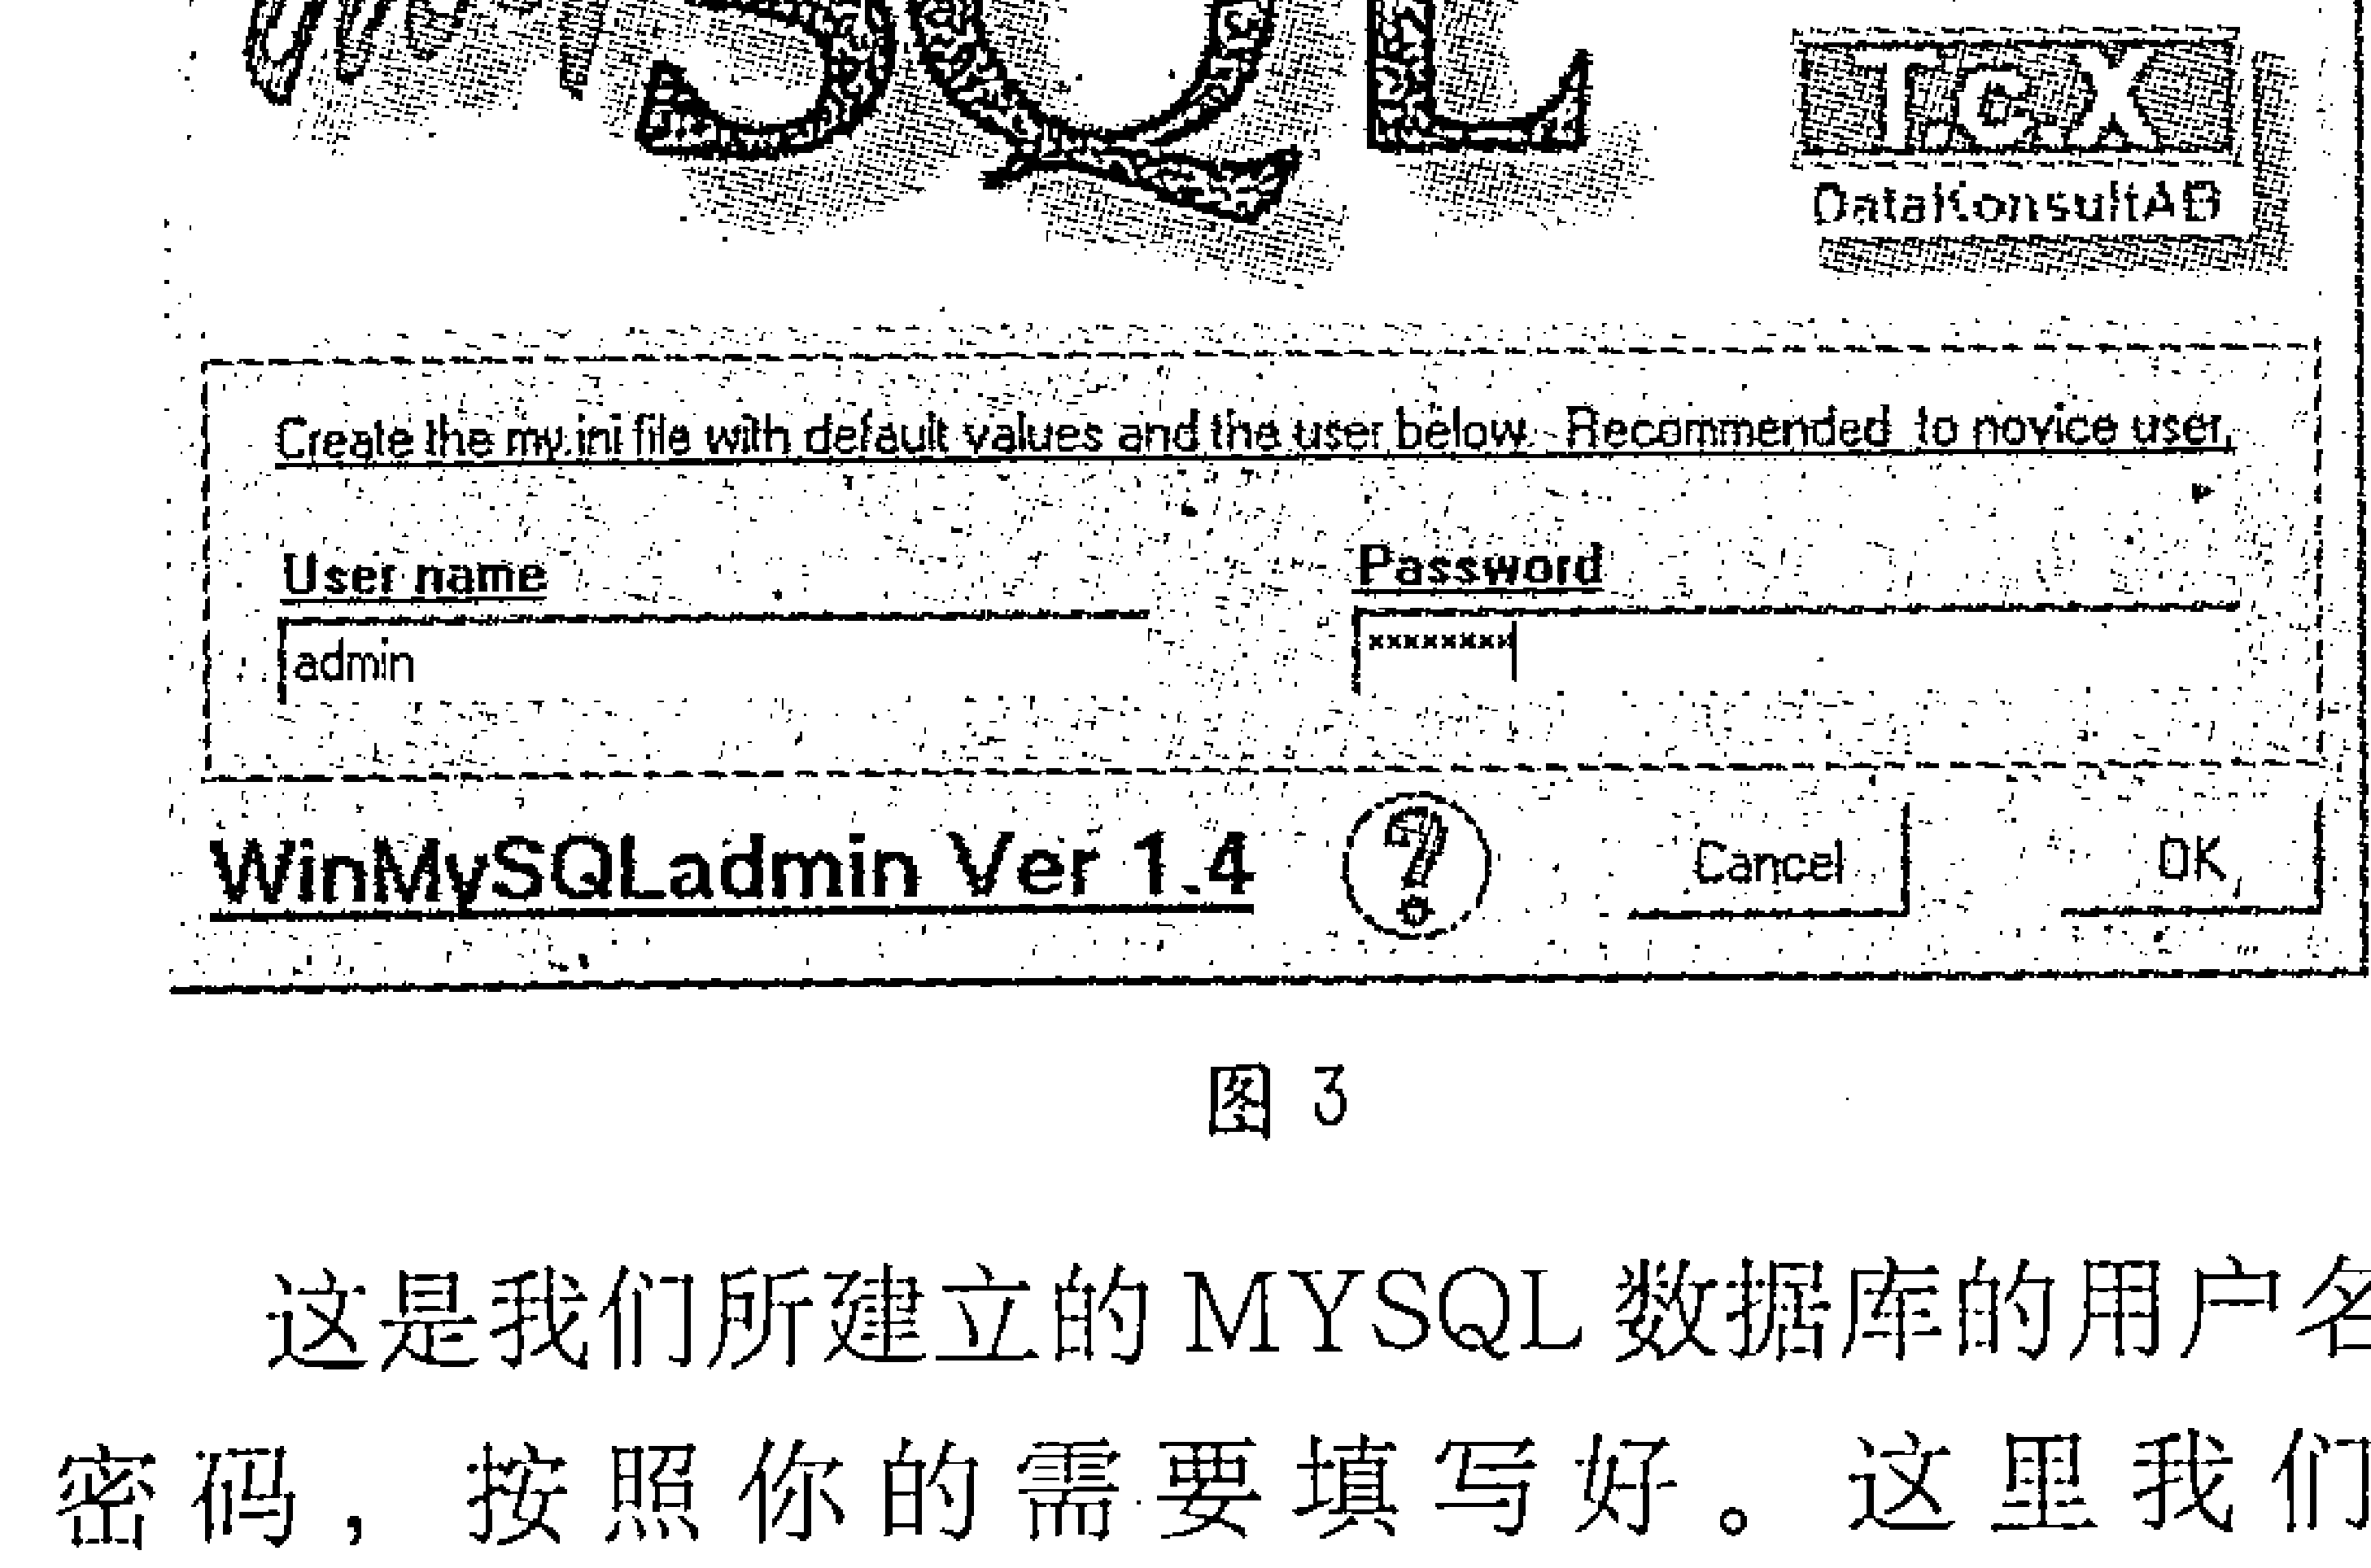 SQL
T.C.X
DataKonsultAB
Create the my.ini file with default values and the user below. Recommended to novice user,
User name
Password
admin
xxxxxxxx
WinMySQLadmin Ver 1.4
?
Cancel
OK
图 3
这是我们所建立的 MYSQL 数据库的用户名
密码，按照你的需要填写好。这里我们